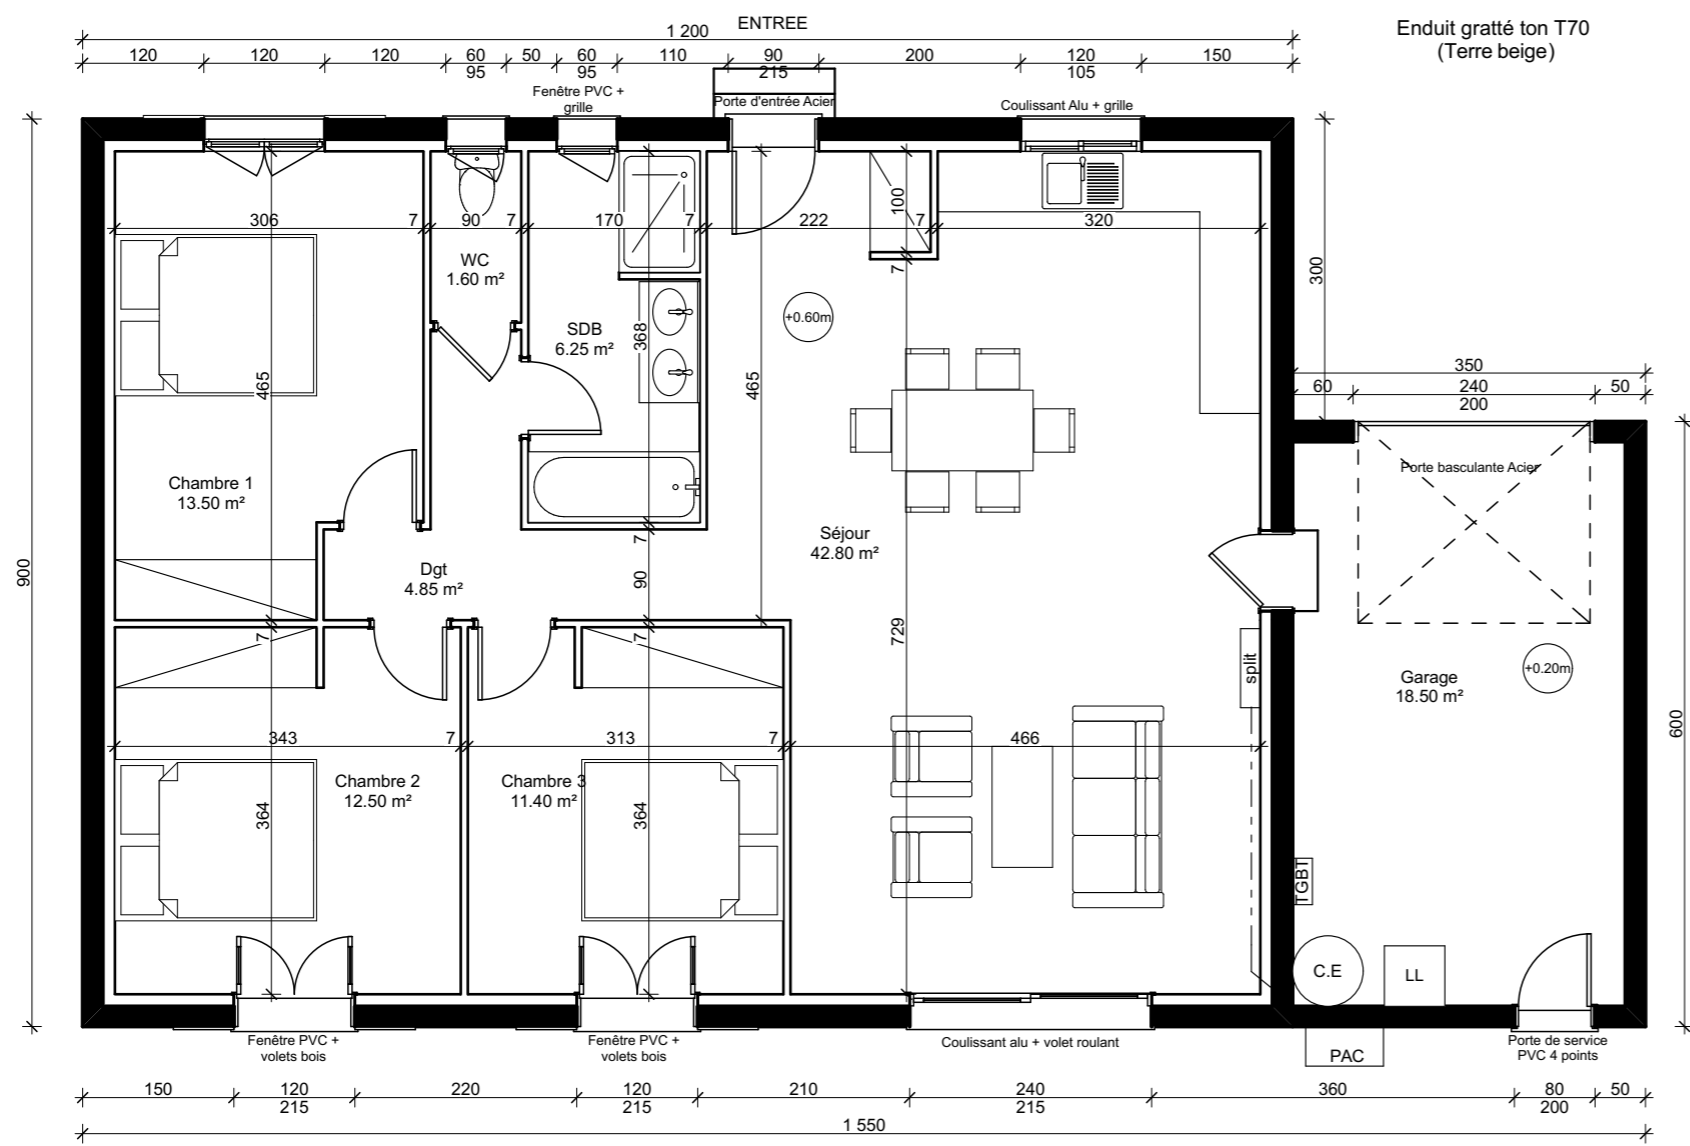 ENTREE
1 200
Enduit gratté ton T70
(Terre beige)
120 120 120 60 50 60 110 90 200 120 150
95 95 215 105
Fenêtre PVC +
grille
Porte d'entrée Acier
Coulissant Alu + grille
100
306 7 90 7 170 7 222 7 320
WC
1.60 m²
7
300
+0.60m
SDB
6.25 m²
368
350
60 240 50
200
465
465
Porte basculante Acier
Chambre 1
13.50 m²
Séjour
42.80 m²
7
900
Dgt
4.85 m²
90
7
7
729
split
+0.20m
Garage
18.50 m²
600
343 7 313 7 466
Chambre 2
12.50 m²
Chambre 3
11.40 m²
364
364
TGBT
C.E
LL
Fenêtre PVC +
volets bois
Fenêtre PVC +
volets bois
Coulissant alu + volet roulant
PAC
Porte de service
PVC 4 points
150 120 220 120 210 240 360 80 50
215 215 215 200
1 550